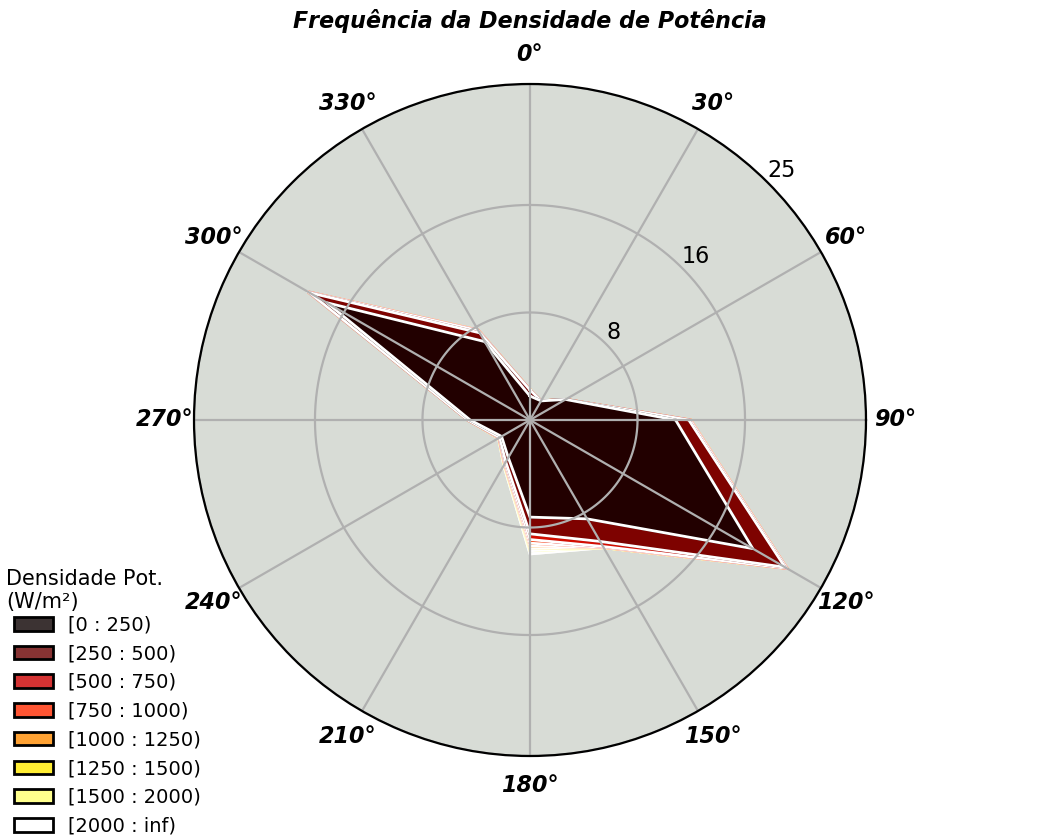 Frequência da Densidade de Potência
0°
330°
30°
25
300°
60°
16
8
270°
90°
240°
120°
210°
150°
180°
Densidade Pot.
(W/m²)
[0 : 250)
[250 : 500)
[500 : 750)
[750 : 1000)
[1000 : 1250)
[1250 : 1500)
[1500 : 2000)
[2000 : inf)